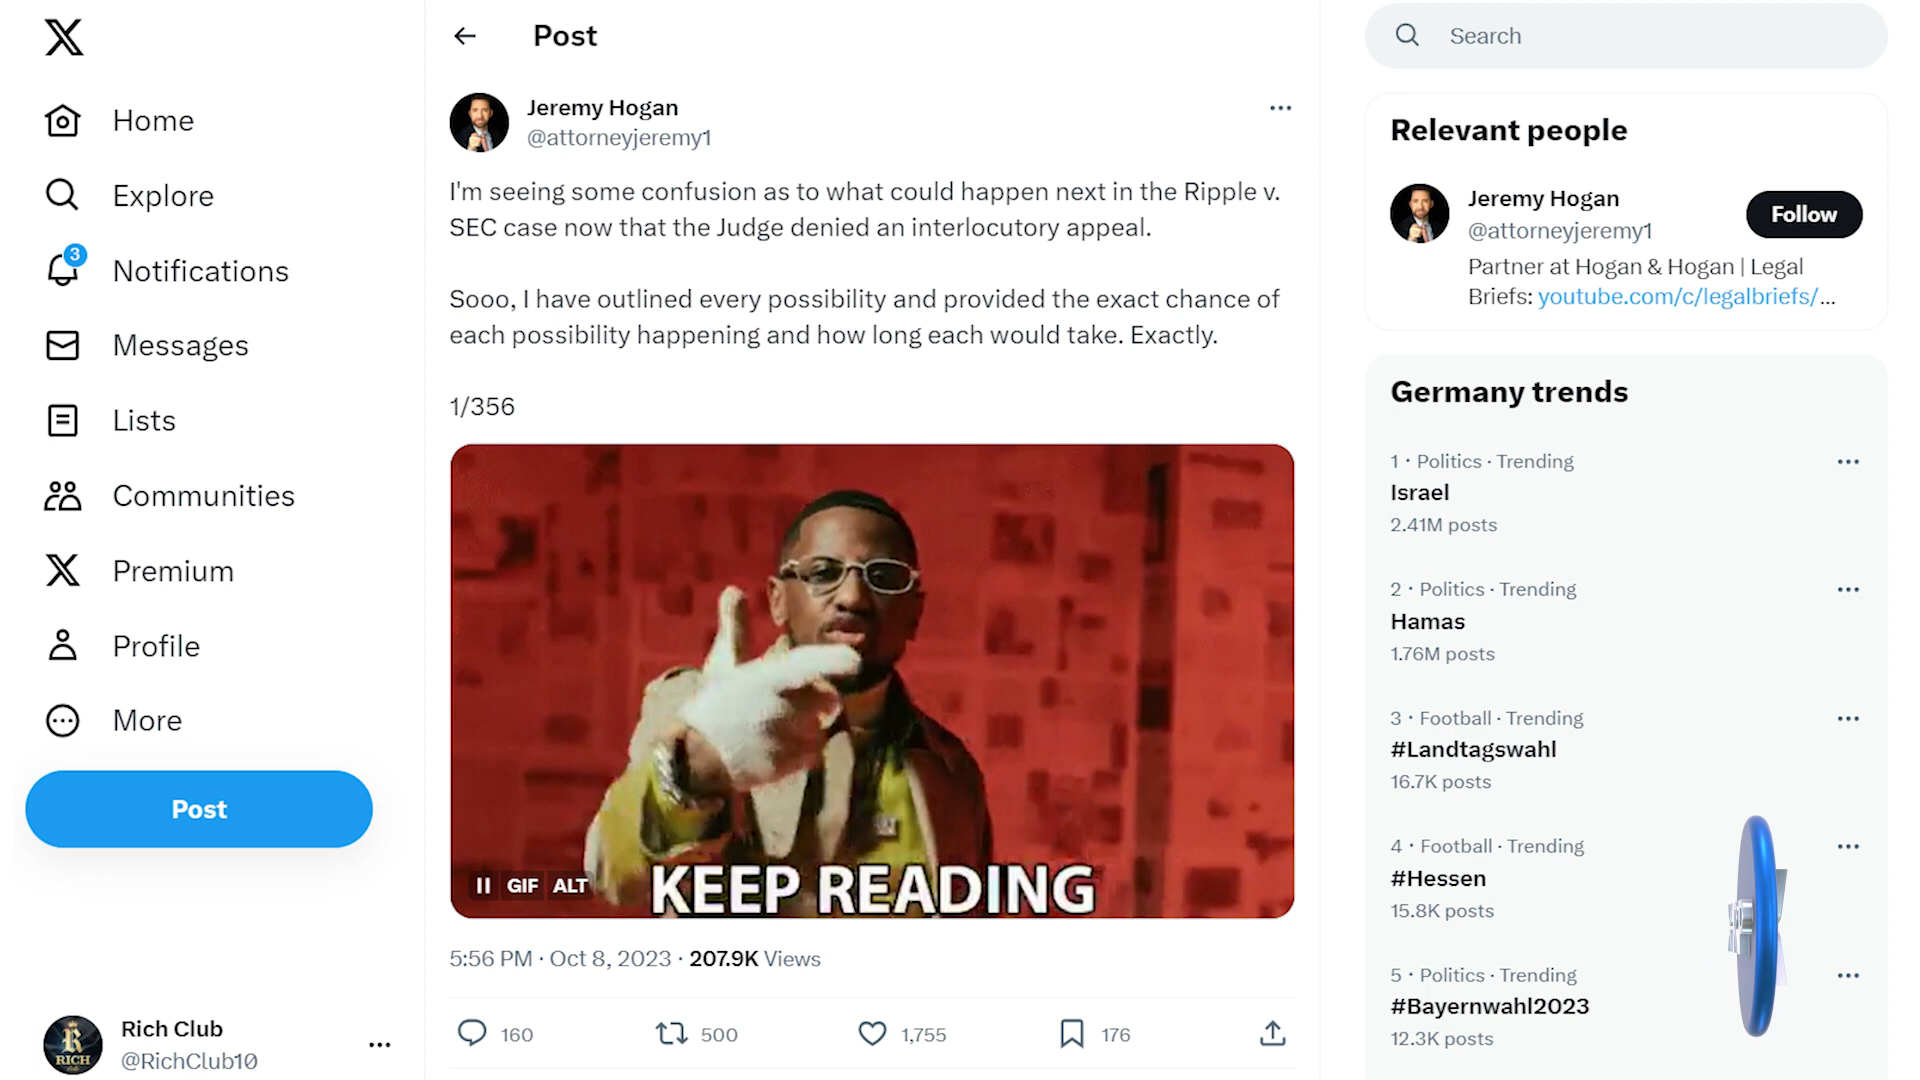 Home
Explore
3
Notifications
Messages
Lists
Communities
Premium
Profile
More
Post
RICH
Rich Club
@RichClub10
Post
Jeremy Hogan
@attorneyjeremy1
I'm seeing some confusion as to what could happen next in the Ripple v.
SEC case now that the Judge denied an interlocutory appeal.
Sooo, I have outlined every possibility and provided the exact chance of
each possibility happening and how long each would take. Exactly.
1/356
GIF ALT
KEEP READING
5:56 PM · Oct 8, 2023 · 207.9K Views
160
500
1,755
176
Search
Relevant people
Jeremy Hogan
@attorneyjeremy1
Follow
Partner at Hogan & Hogan | Legal
Briefs: youtube.com/c/legalbriefs/...
Germany trends
1 · Politics · Trending
Israel
2.41M posts
2 · Politics · Trending
Hamas
1.76M posts
3 · Football · Trending
#Landtagswahl
16.7K posts
4 · Football · Trending
#Hessen
15.8K posts
5 · Politics · Trending
#Bayernwahl2023
12.3K posts